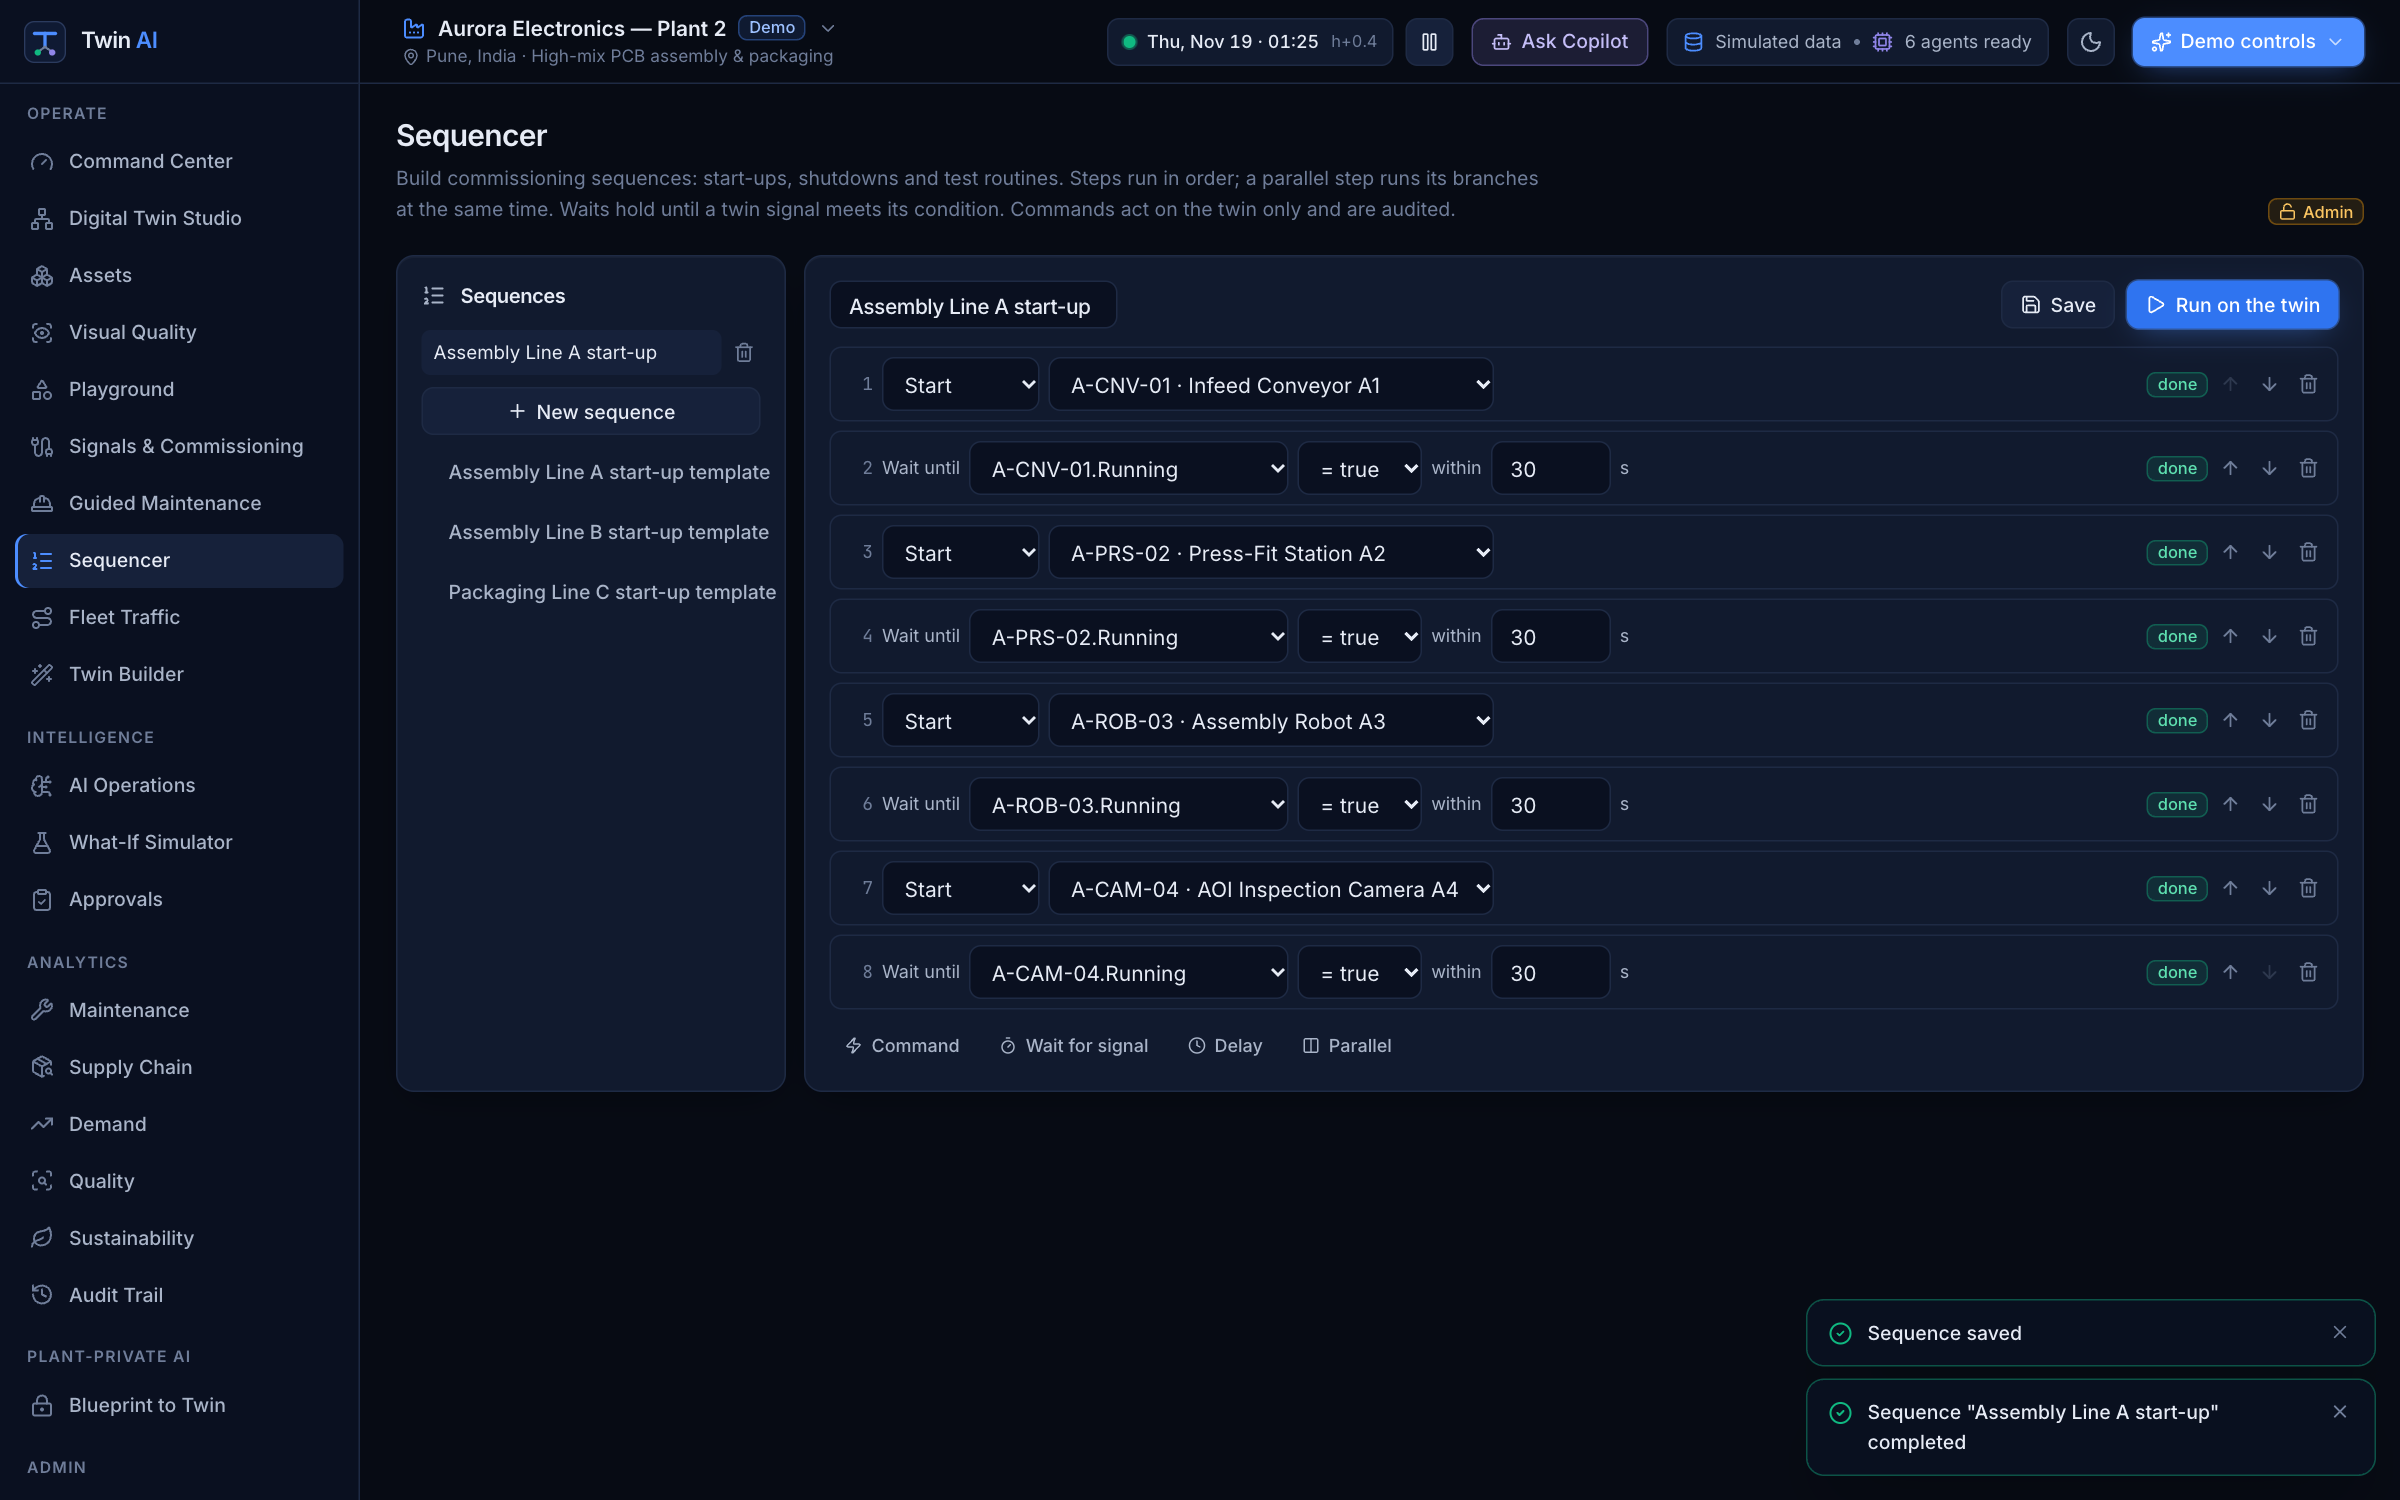 Twin AI
Aurora Electronics — Plant 2 Demo
Pune, India · High-mix PCB assembly & packaging
Thu, Nov 19 · 01:25 h+0.4
Ask Copilot
Simulated data • 6 agents ready
Demo controls
OPERATE
Command Center
Digital Twin Studio
Assets
Visual Quality
Playground
Signals & Commissioning
Guided Maintenance
Sequencer
Fleet Traffic
Twin Builder
INTELLIGENCE
AI Operations
What-If Simulator
Approvals
ANALYTICS
Maintenance
Supply Chain
Demand
Quality
Sustainability
Audit Trail
PLANT-PRIVATE AI
Blueprint to Twin
ADMIN
Sequencer
Build commissioning sequences: start-ups, shutdowns and test routines. Steps run in order; a parallel step runs its branches
at the same time. Waits hold until a twin signal meets its condition. Commands act on the twin only and are audited.
Admin
Sequences
Assembly Line A start-up
New sequence
Assembly Line A start-up template
Assembly Line B start-up template
Packaging Line C start-up template
Assembly Line A start-up
Save
Run on the twin
1 Start A-CNV-01 · Infeed Conveyor A1 done
2 Wait until A-CNV-01.Running = true within 30 s done
3 Start A-PRS-02 · Press-Fit Station A2 done
4 Wait until A-PRS-02.Running = true within 30 s done
5 Start A-ROB-03 · Assembly Robot A3 done
6 Wait until A-ROB-03.Running = true within 30 s done
7 Start A-CAM-04 · AOI Inspection Camera A4 done
8 Wait until A-CAM-04.Running = true within 30 s done
Command Wait for signal Delay Parallel
Sequence saved
Sequence "Assembly Line A start-up"
completed